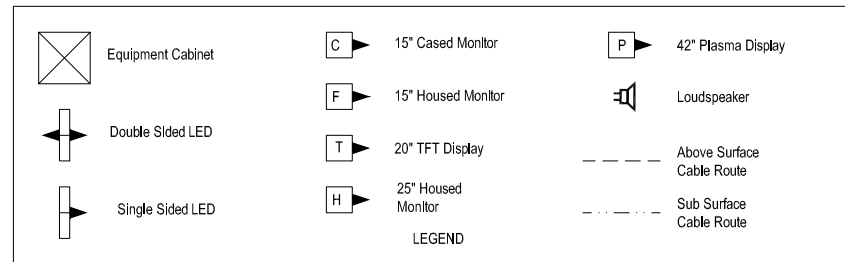 Equipment Cabinet
Double Sided LED
Single Sided LED
C
15" Cased Monitor
F
15" Housed Monitor
T
20" TFT Display
H
25" Housed
Monitor
P
42" Plasma Display
Loudspeaker
Above Surface
Cable Route
Sub Surface
Cable Route
LEGEND